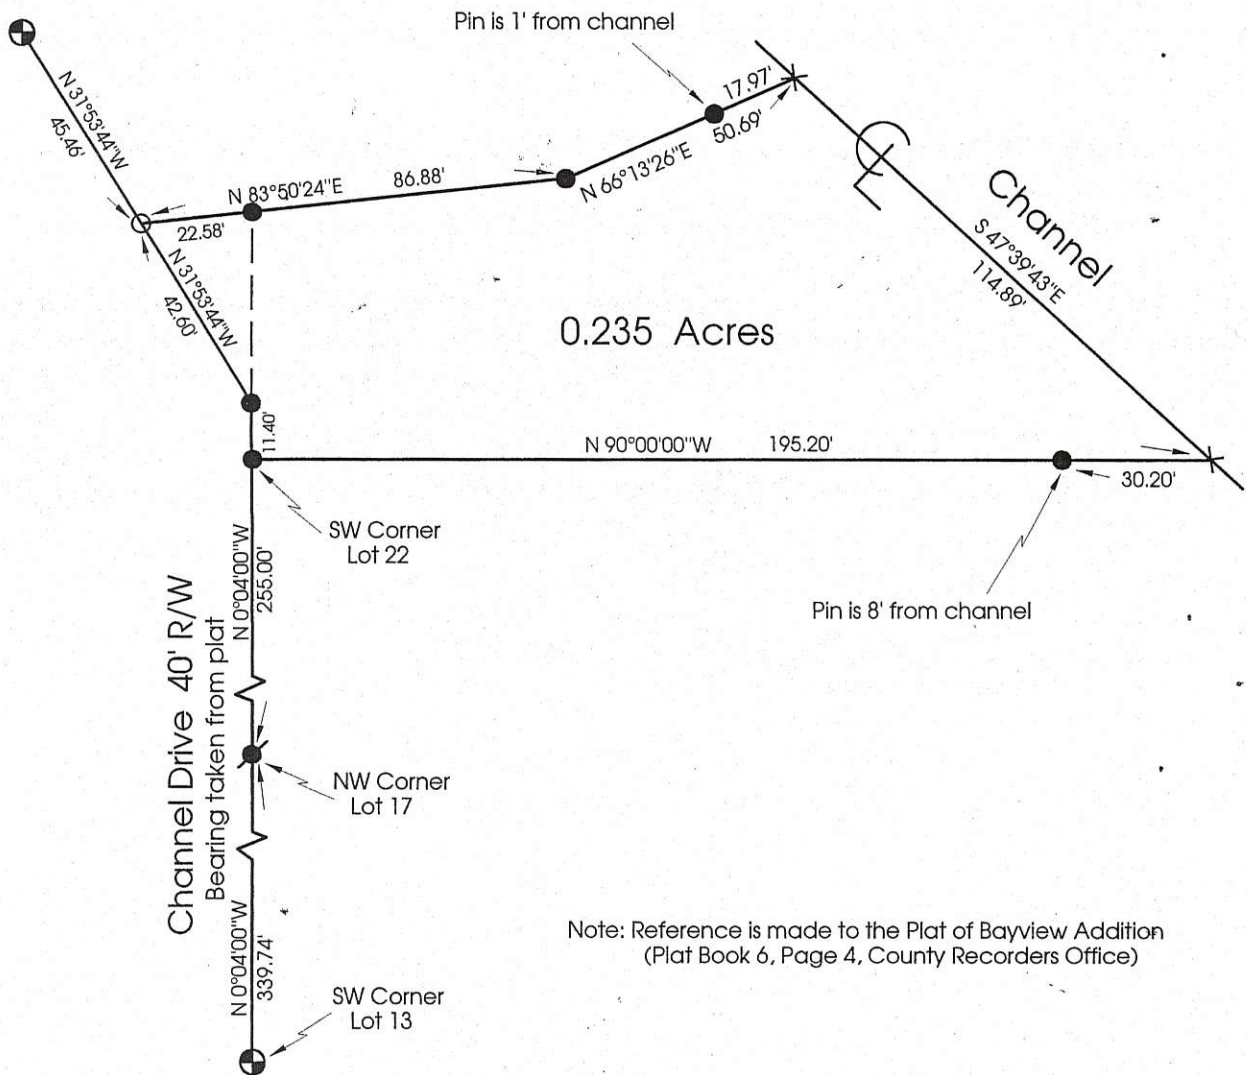 Pin is 1' from channel
N 31°53'44"W
45.46'
17.97'
50.69'
N 83°50'24"E
86.88'
N 66°13'26"E
22.58'
CL
Channel
S 47°39'43"E
114.89'
N 31°53'44"W
42.60'
0.235 Acres
11.40'
N 90°00'00"W
195.20'
30.20'
SW Corner
Lot 22
N 0°04'00"W
255.00'
Pin is 8' from channel
Channel Drive 40' R/W
Bearing taken from plat
NW Corner
Lot 17
N 0°04'00"W
339.74'
Note: Reference is made to the Plat of Bayview Addition
(Plat Book 6, Page 4, County Recorders Office)
SW Corner
Lot 13